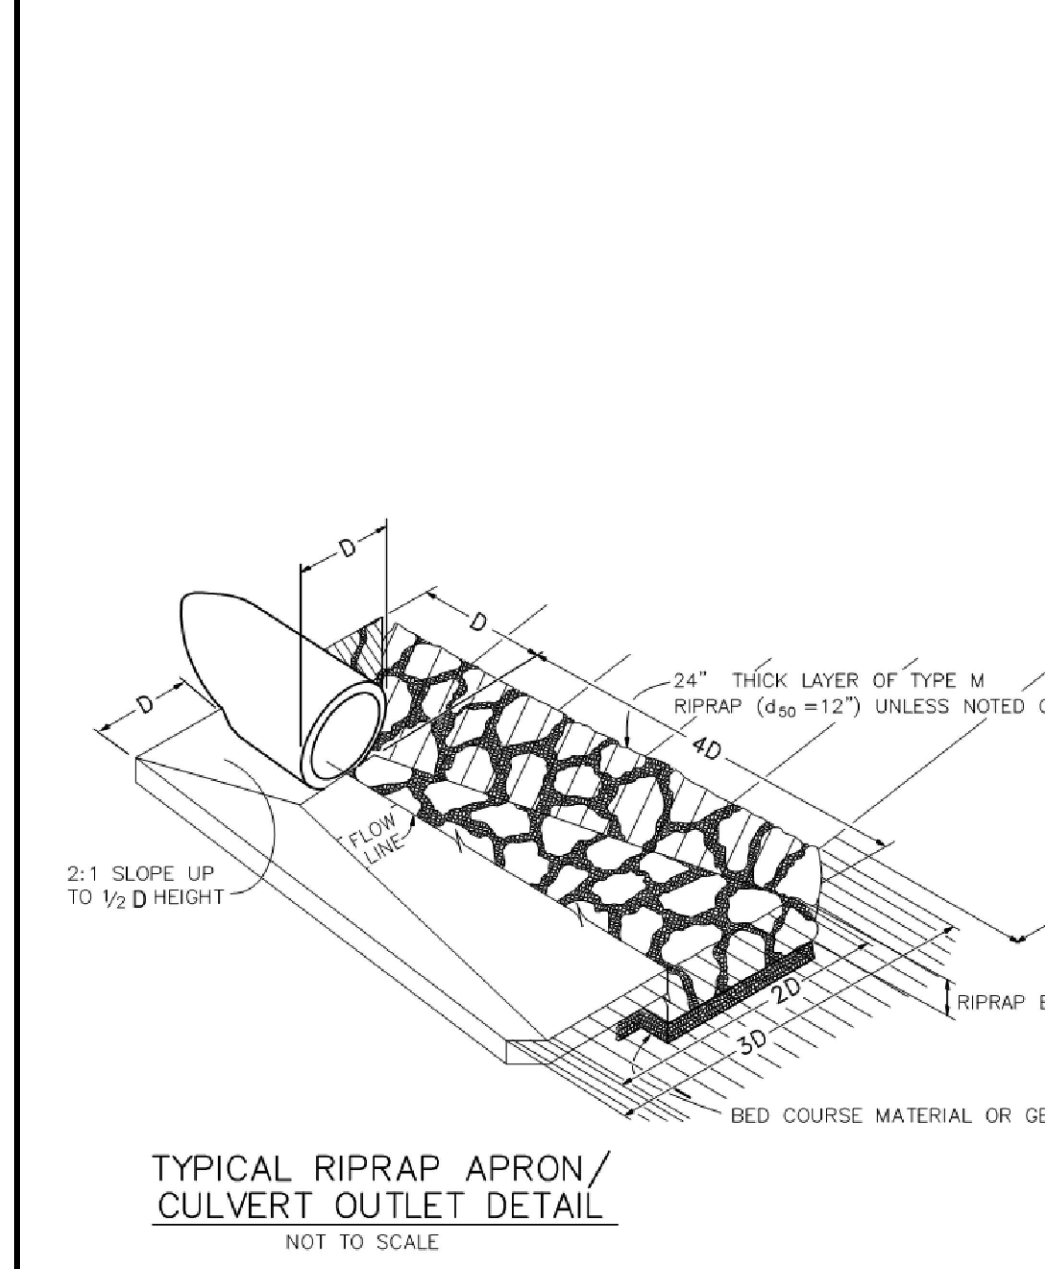 D
D
D
24" THICK LAYER OF TYPE M
RIPRAP (d50 =12") UNLESS NOTED
4D
FLOW
LINE
2:1 SLOPE UP
TO 1/2 D HEIGHT
2D
RIPRAP
3D
BED COURSE MATERIAL OR
TYPICAL RIPRAP APRON/
CULVERT OUTLET DETAIL
NOT TO SCALE